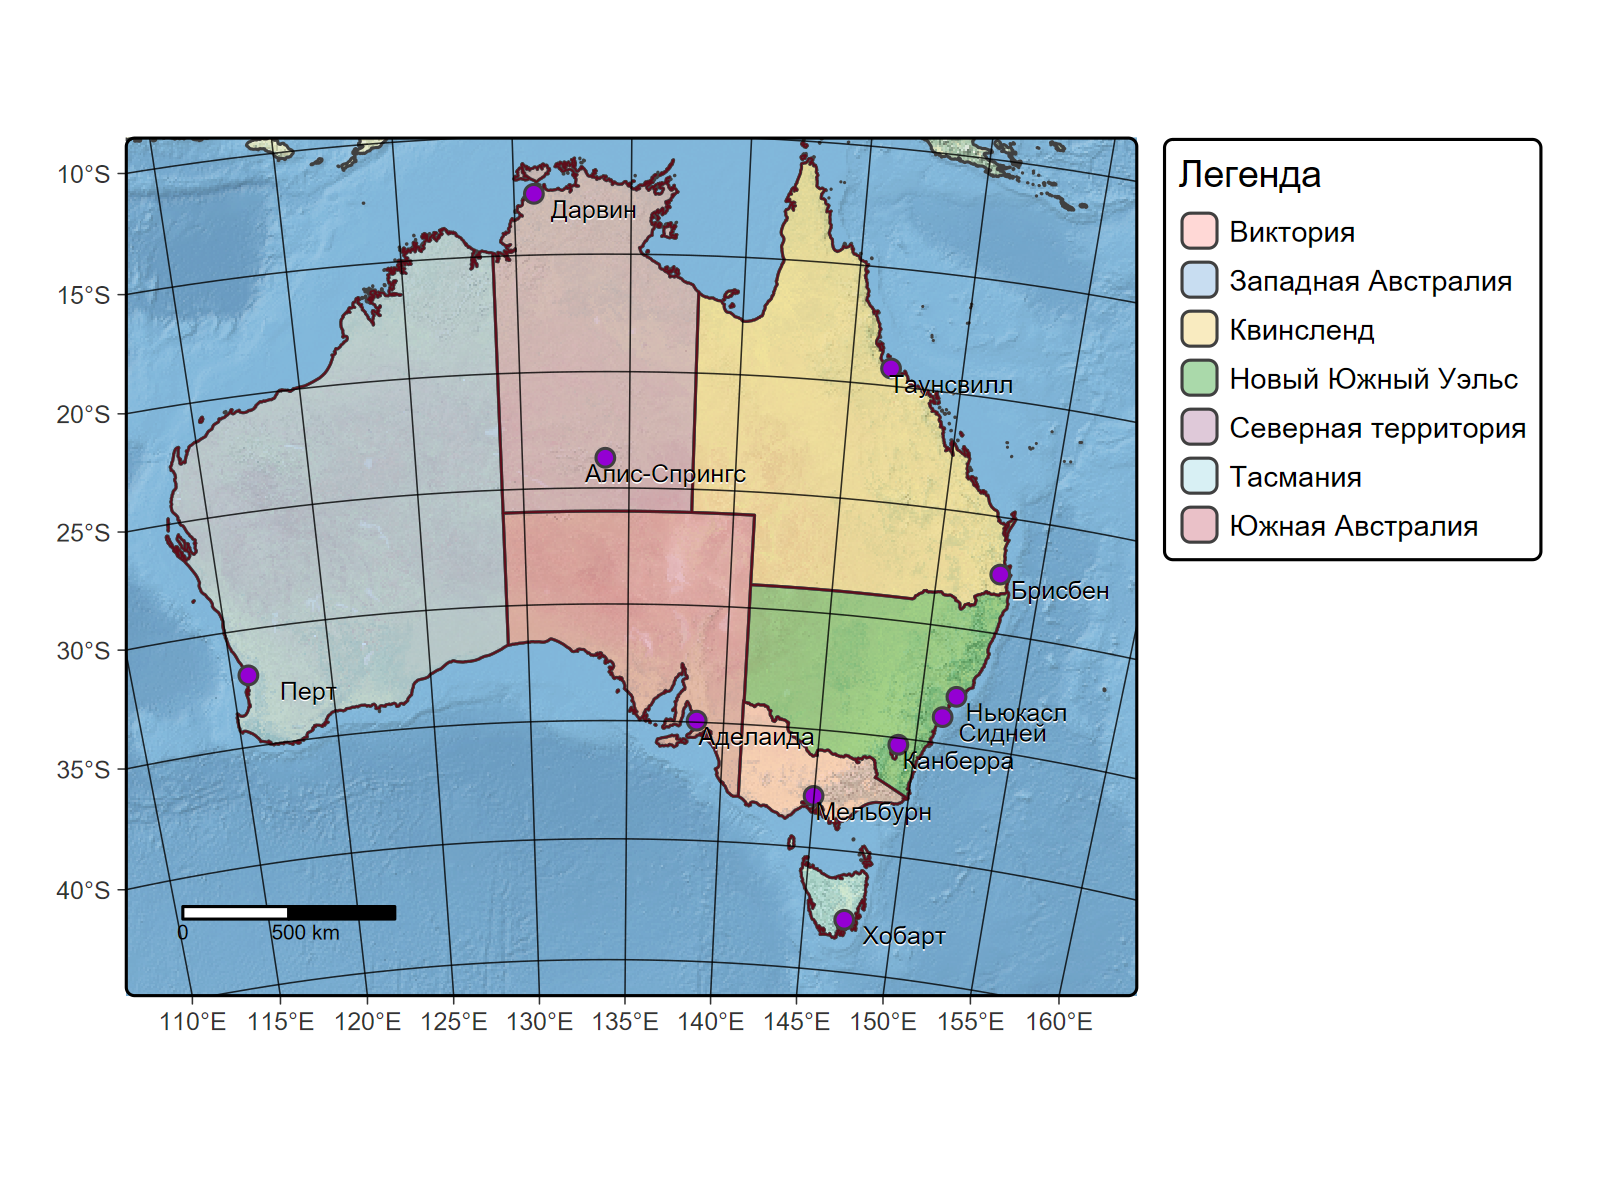 10°S
15°S
20°S
25°S
30°S
35°S
40°S
110°E 115°E 120°E 125°E 130°E 135°E 140°E 145°E 150°E 155°E 160°E
Дарвин
Таунсвилл
Алис-Спрингс
Брисбен
Перт
Ньюкасл
Сидней
Аделаида
Канберра
Мельбурн
Хобарт
0 500 km
Легенда
Виктория
Западная Австралия
Квинсленд
Новый Южный Уэльс
Северная территория
Тасмания
Южная Австралия